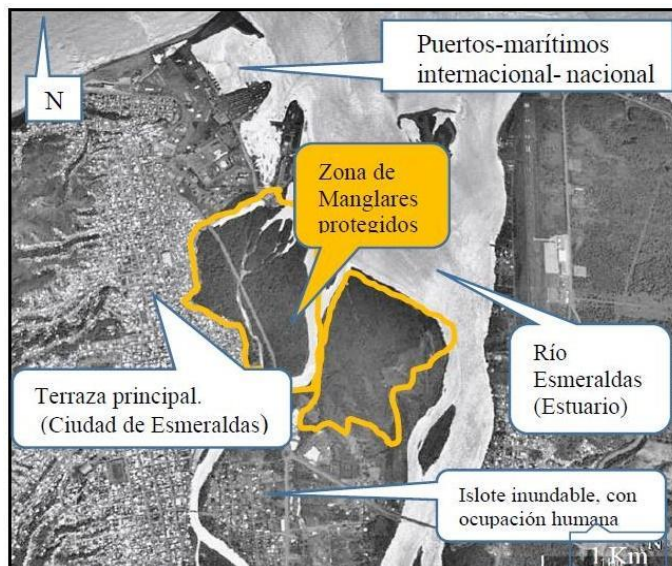 Puertos-marítimos
internacional- nacional
N
Zona de
Manglares
protegidos
Río
Esmeraldas
(Estuario)
Terraza principal.
(Ciudad de Esmeraldas)
Islote inundable, con
ocupación humana
N
1 Km